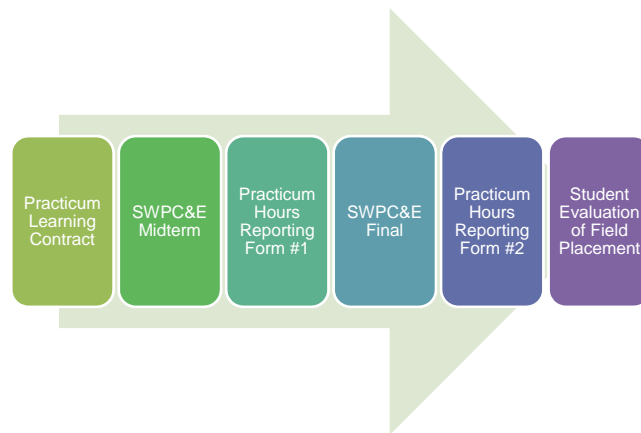 Practicum
Learning
Contract
SWPC&E
Midterm
Practicum
Hours
Reporting
Form #1
SWPC&E
Final
Practicum
Hours
Reporting
Form #2
Student
Evaluation
of Field
Placement